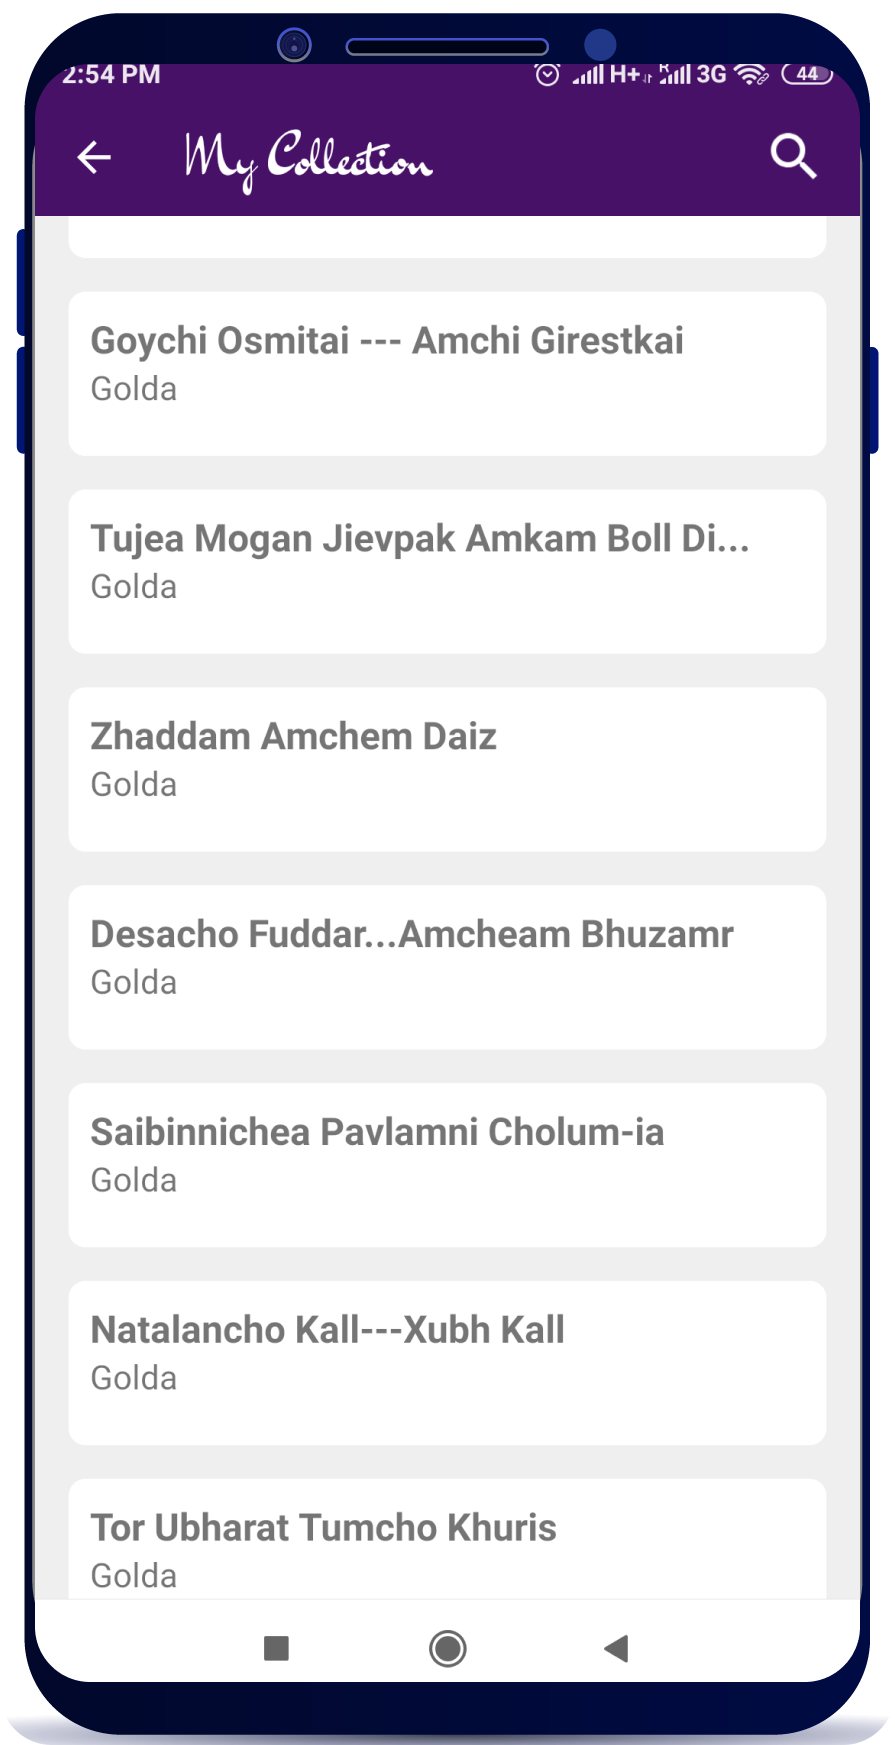 2:54 PM H+ R 3G 44
My Collection
Goychi Osmitai --- Amchi Girestkai
Golda
Tujea Mogan Jievpak Amkam Boll Di...
Golda
Zhaddam Amchem Daiz
Golda
Desacho Fuddar...Amcheam Bhuzamr
Golda
Saibinnichea Pavlamni Cholum-ia
Golda
Natalancho Kall---Xubh Kall
Golda
Tor Ubharat Tumcho Khuris
Golda